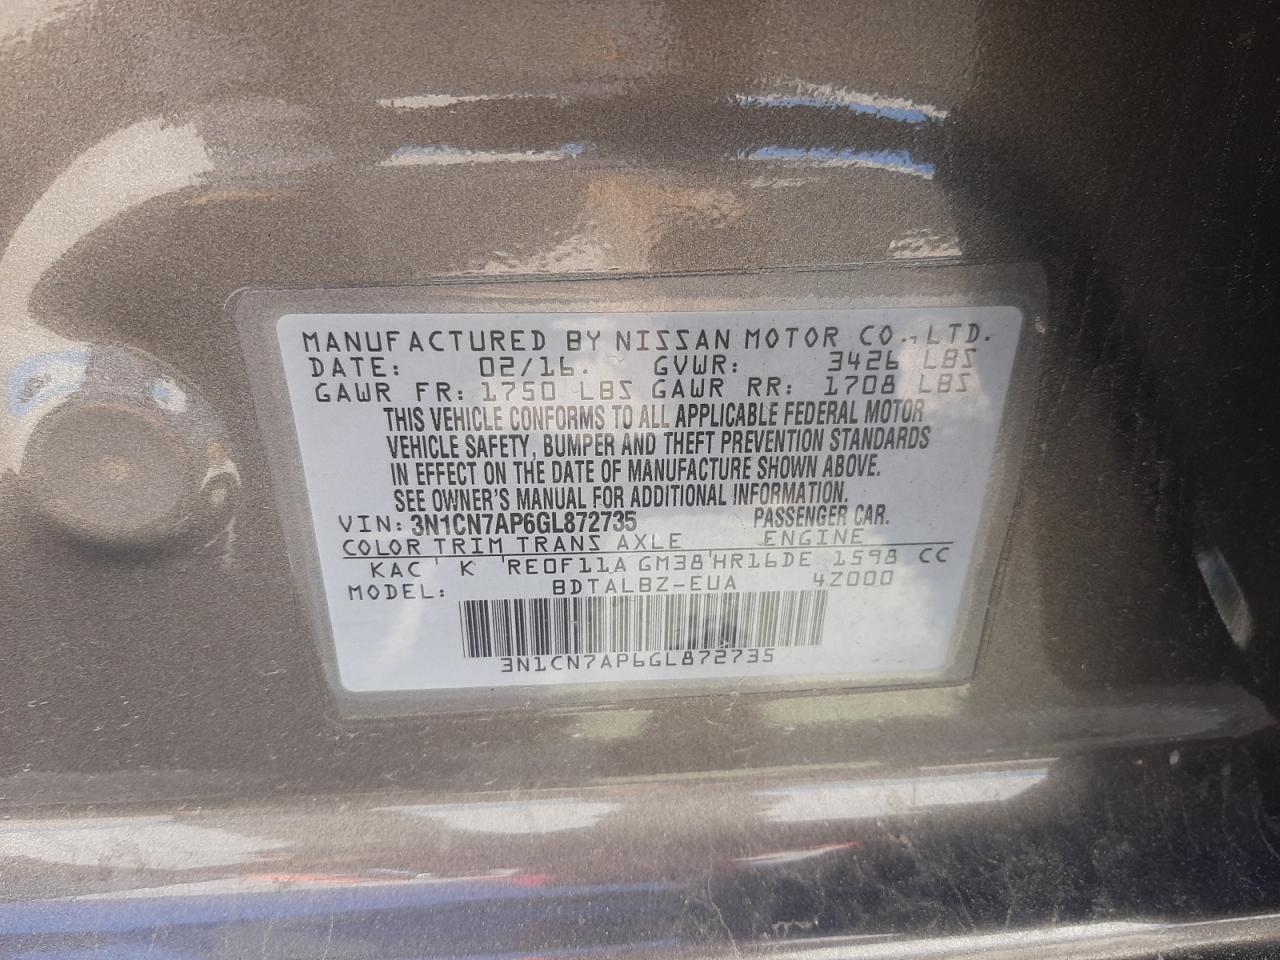 MANUFACTURED BY NISSAN MOTOR CO., LTD.
DATE: 02/16. GVWR: 3426 LBS
GAWR FR: 1750 LBS GAWR RR: 1708 LBS
THIS VEHICLE CONFORMS TO ALL APPLICABLE FEDERAL MOTOR
VEHICLE SAFETY, BUMPER AND THEFT PREVENTION STANDARDS
IN EFFECT ON THE DATE OF MANUFACTURE SHOWN ABOVE.
SEE OWNER'S MANUAL FOR ADDITIONAL INFORMATION.
VIN: 3N1CN7AP6GL872735 PASSENGER CAR.
COLOR TRIM TRANS AXLE ENGINE
KAC ' K 'RE0F11A GM38'HR16DE 1598 CC
MODEL: BDTALBZ-EUA 4Z000
3N1CN7AP6GL872735